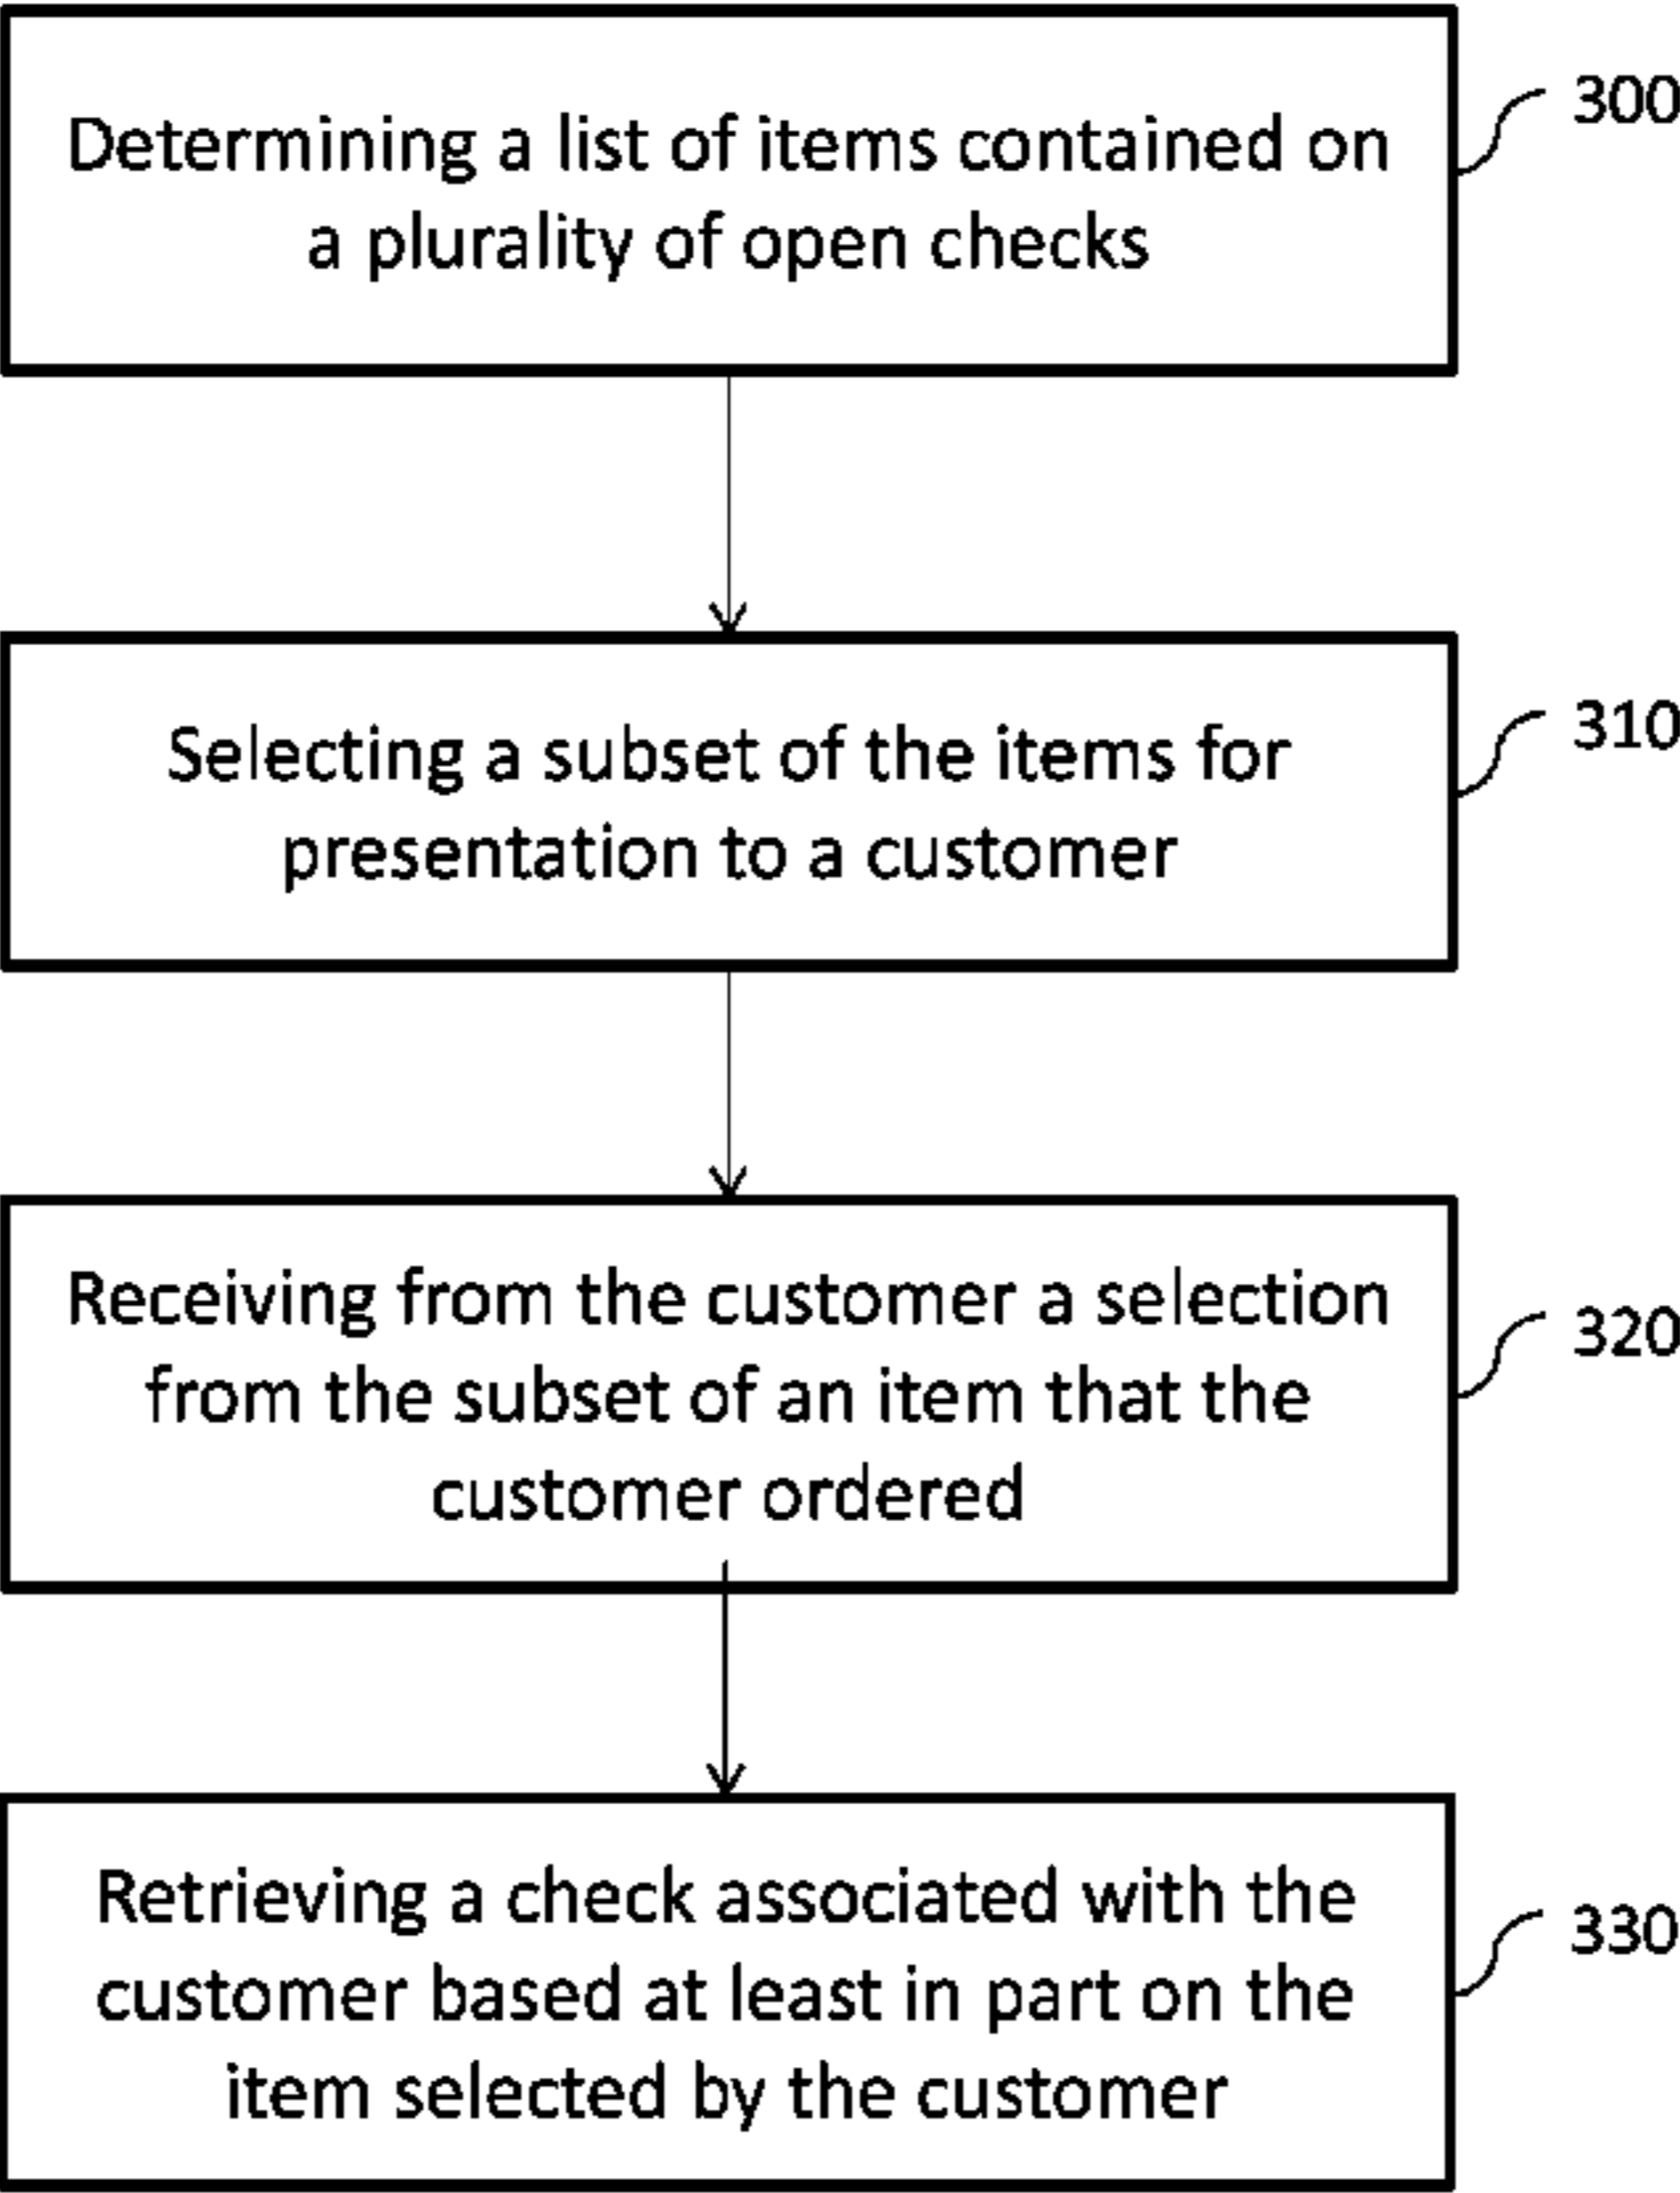 Determining a list of items contained on
a plurality of open checks
300
Selecting a subset of the items for
presentation to a customer
310
Receiving from the customer a selection
from the subset of an item that the
customer ordered
320
Retrieving a check associated with the
customer based at least in part on the
item selected by the customer
330